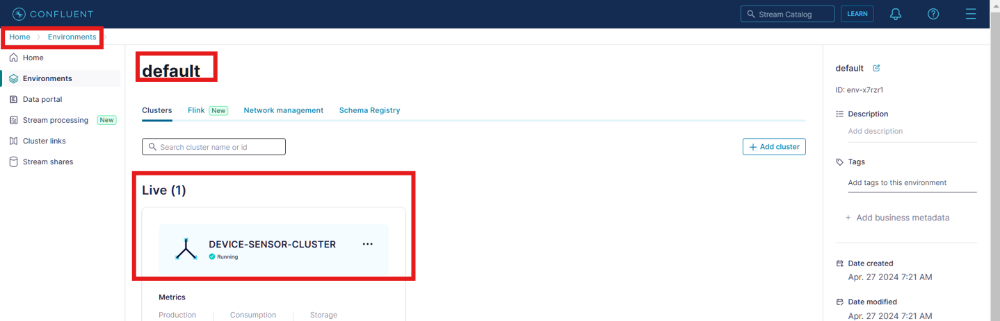 CONFLUENT
Stream Catalog
LEARN
Home > Environments
Home
Environments
Data portal
Stream processing New
Cluster links
Stream shares
default
Clusters Flink New Network management Schema Registry
Search cluster name or id
+ Add cluster
Live (1)
DEVICE-SENSOR-CLUSTER
Running
Metrics
Production Consumption Storage
default
ID: env-x7rzr1
Description
Add description
Tags
Add tags to this environment
+ Add business metadata
Date created
Apr. 27 2024 7:21 AM
Date modified
Apr. 27 2024 7:21 AM